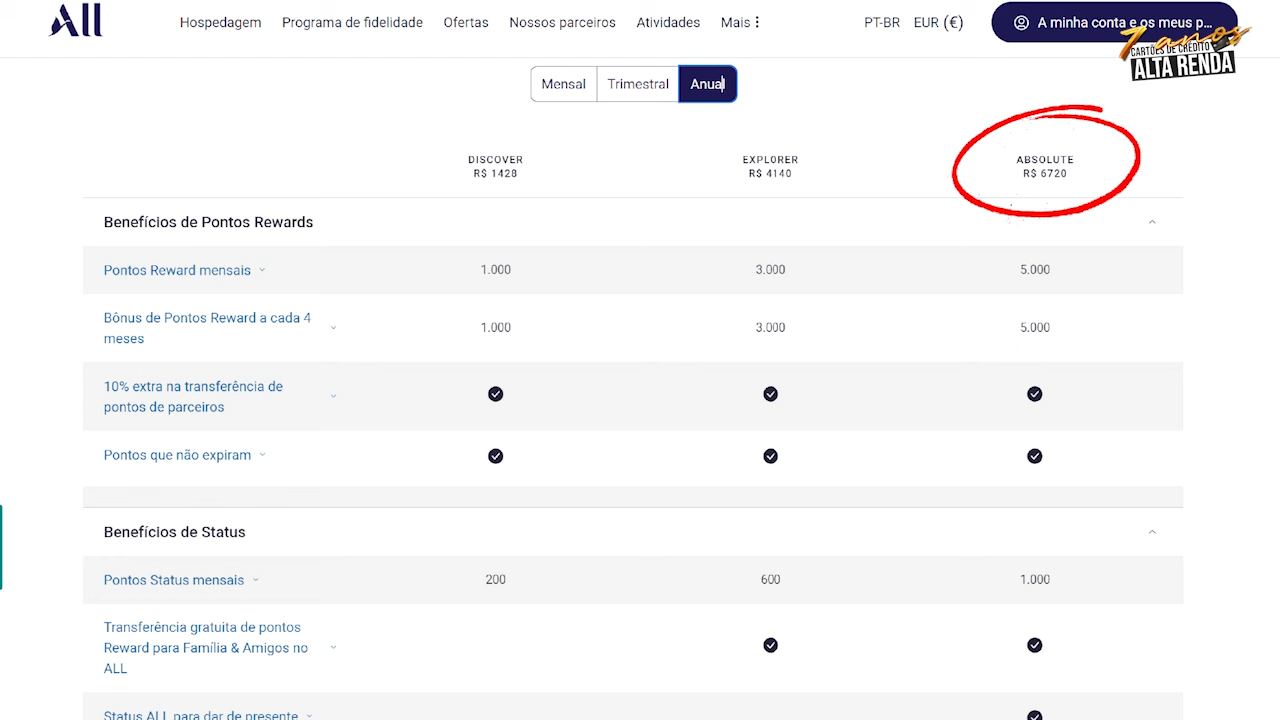 ALL
Hospedagem Programa de fidelidade Ofertas Nossos parceiros Atividades Mais PT-BR EUR (€) A minha conta e os meus p...
7 anos
CARTÕES DE CRÉDITO
ALTA RENDA
Mensal Trimestral Anual
DISCOVER EXPLORER ABSOLUTE
R$ 1428 R$ 4140 R$ 6720
Benefícios de Pontos Rewards
Pontos Reward mensais 1.000 3.000 5.000
Bônus de Pontos Reward a cada 4
meses 1.000 3.000 5.000
10% extra na transferência de
pontos de parceiros
Pontos que não expiram
Benefícios de Status
Pontos Status mensais 200 600 1.000
Transferência gratuita de pontos
Reward para Família & Amigos no
ALL
Status ALL para dar de presente